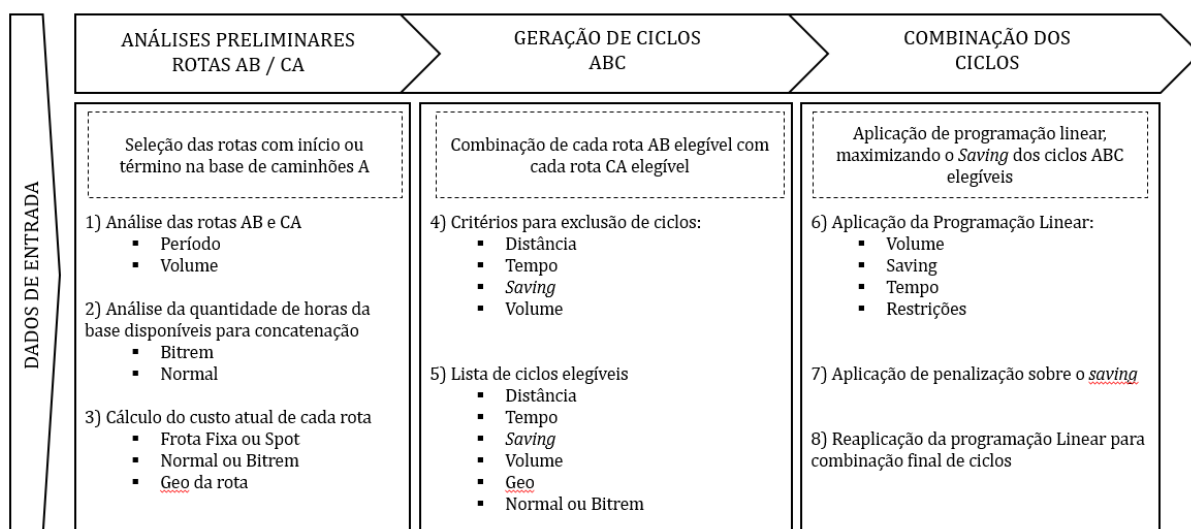 DADOS DE ENTRADA
ANÁLISES PRELIMINARES
ROTAS AB / CA
Seleção das rotas com início ou
término na base de caminhões A
1) Análise das rotas AB e CA
▪ Período
▪ Volume
2) Análise da quantidade de horas da
base disponíveis para concatenação
▪ Bitrem
▪ Normal
3) Cálculo do custo atual de cada rota
▪ Frota Fixa ou Spot
▪ Normal ou Bitrem
▪ Geo da rota
GERAÇÃO DE CICLOS
ABC
Combinação de cada rota AB elegível com
cada rota CA elegível
4) Critérios para exclusão de ciclos:
▪ Distância
▪ Tempo
▪ Saving
▪ Volume
5) Lista de ciclos elegíveis
▪ Distância
▪ Tempo
▪ Saving
▪ Volume
▪ Geo
▪ Normal ou Bitrem
COMBINAÇÃO DOS
CICLOS
Aplicação de programação linear,
maximizando o Saving dos ciclos ABC
elegíveis
6) Aplicação da Programação Linear:
▪ Volume
▪ Saving
▪ Tempo
▪ Restrições
7) Aplicação de penalização sobre o saving
8) Reaplicação da programação Linear para
combinação final de ciclos